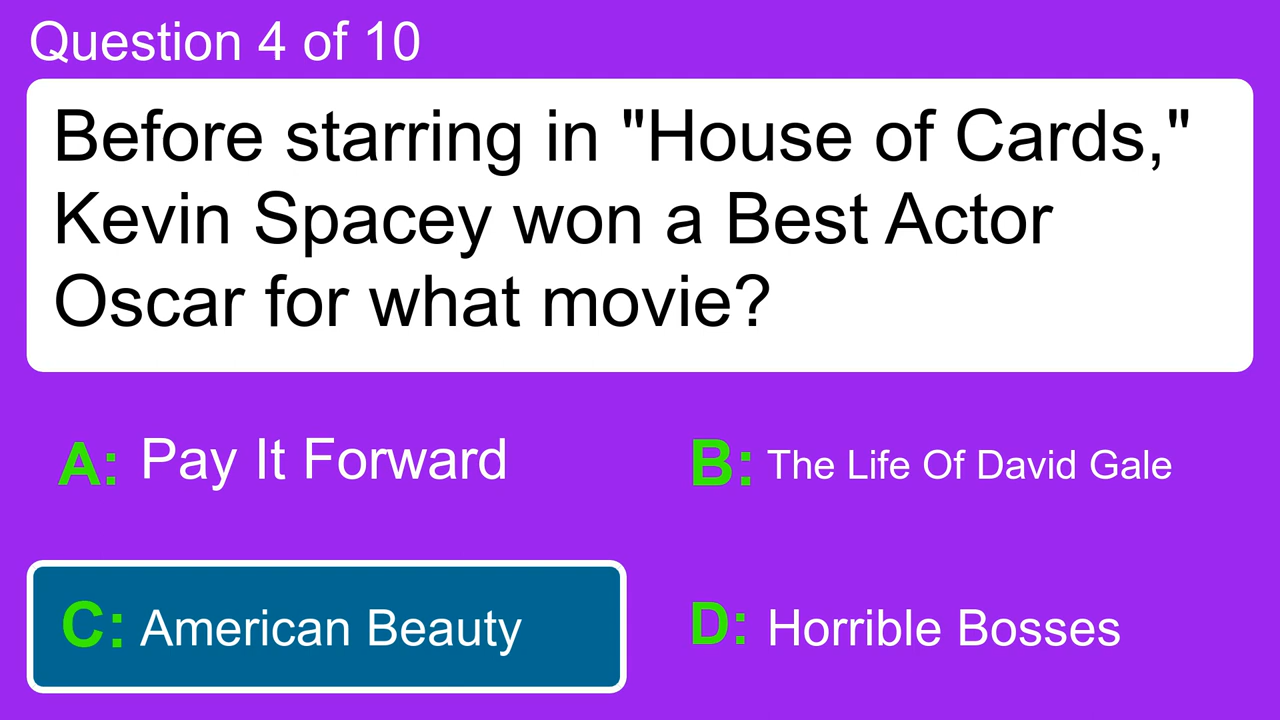 Question 4 of 10
Before starring in "House of Cards,"
Kevin Spacey won a Best Actor
Oscar for what movie?
A: Pay It Forward
B: The Life Of David Gale
C: American Beauty
D: Horrible Bosses